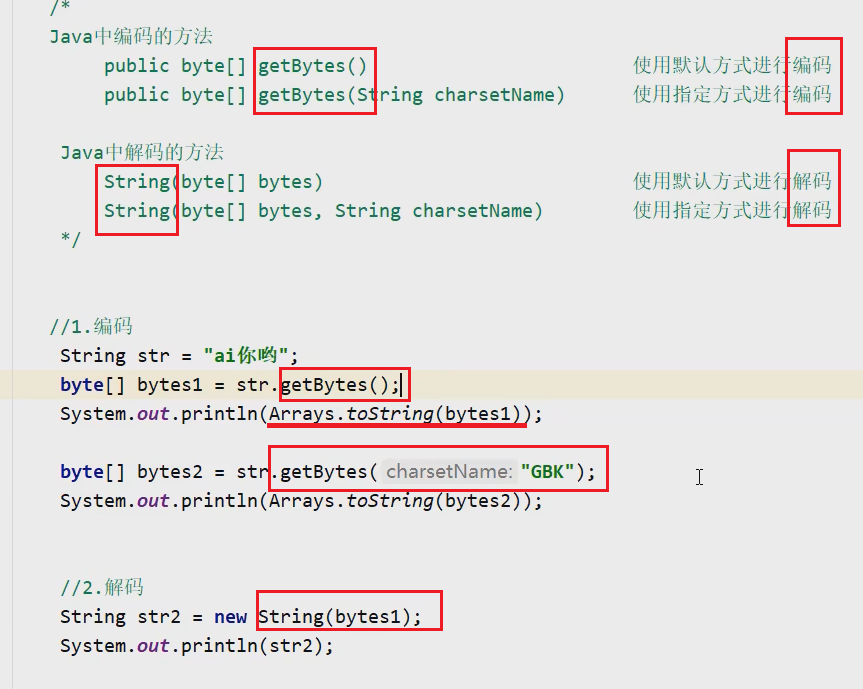 /*
Java中编码的方法
public byte[] getBytes() 使用默认方式进行编码
public byte[] getBytes(String charsetName) 使用指定方式进行编码
Java中解码的方法
String(byte[] bytes) 使用默认方式进行解码
String(byte[] bytes, String charsetName) 使用指定方式进行解码
*/
//1.编码
String str = "ai你哟";
byte[] bytes1 = str.getBytes();
System.out.println(Arrays.toString(bytes1));
byte[] bytes2 = str.getBytes( charsetName: "GBK");
System.out.println(Arrays.toString(bytes2));
//2.解码
String str2 = new String(bytes1);
System.out.println(str2);